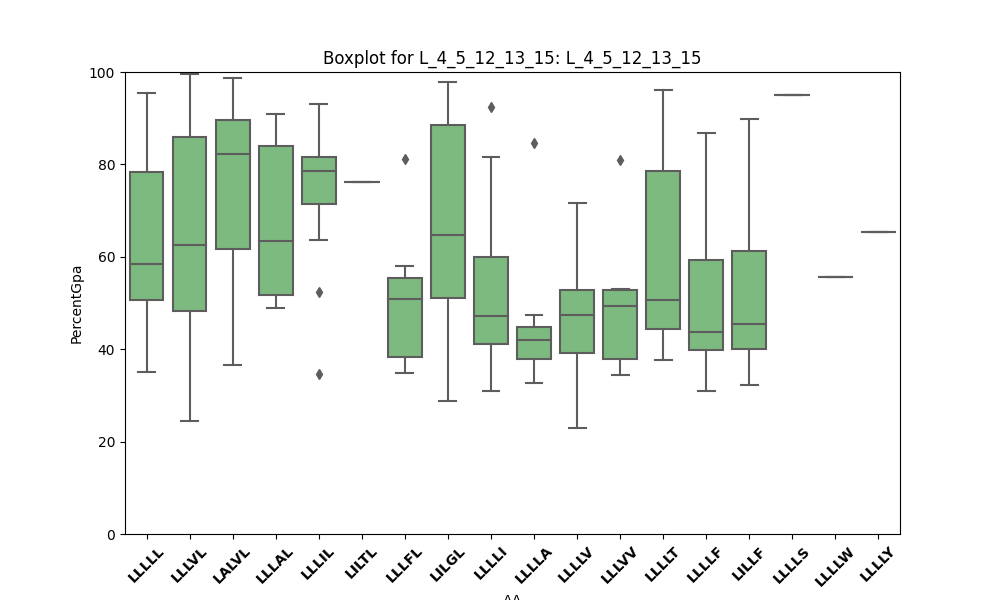 Boxplot for L_4_5_12_13_15: L_4_5_12_13_15
100
80
60
40
20
0
PercentGpa
LLLLL LLLVL LALVL LLLAL LLLIL LILTL LLLFL LILGL LLLLI LLLLA LLLLV LLLVV LLLLT LLLLF LILLF LLLLS LLLLW LLLLY
AA